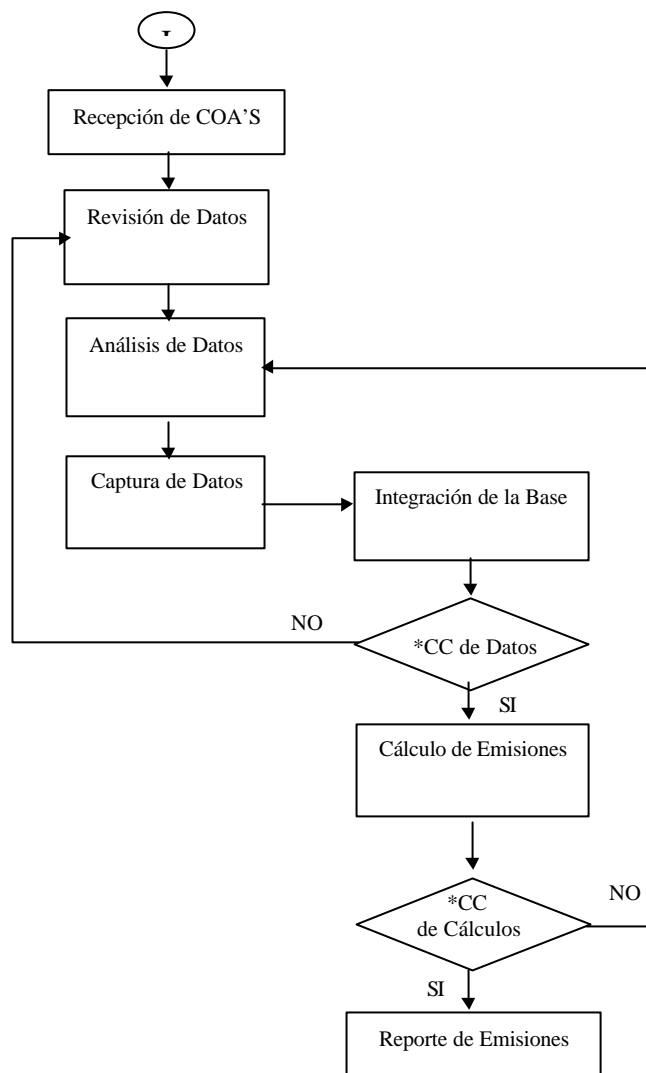 Recepción de COA'S
Revisión de Datos
Análisis de Datos
Captura de Datos
Integración de la Base
NO
*CC de Datos
SI
Cálculo de Emisiones
*CC
de Cálculos
NO
SI
Reporte de Emisiones